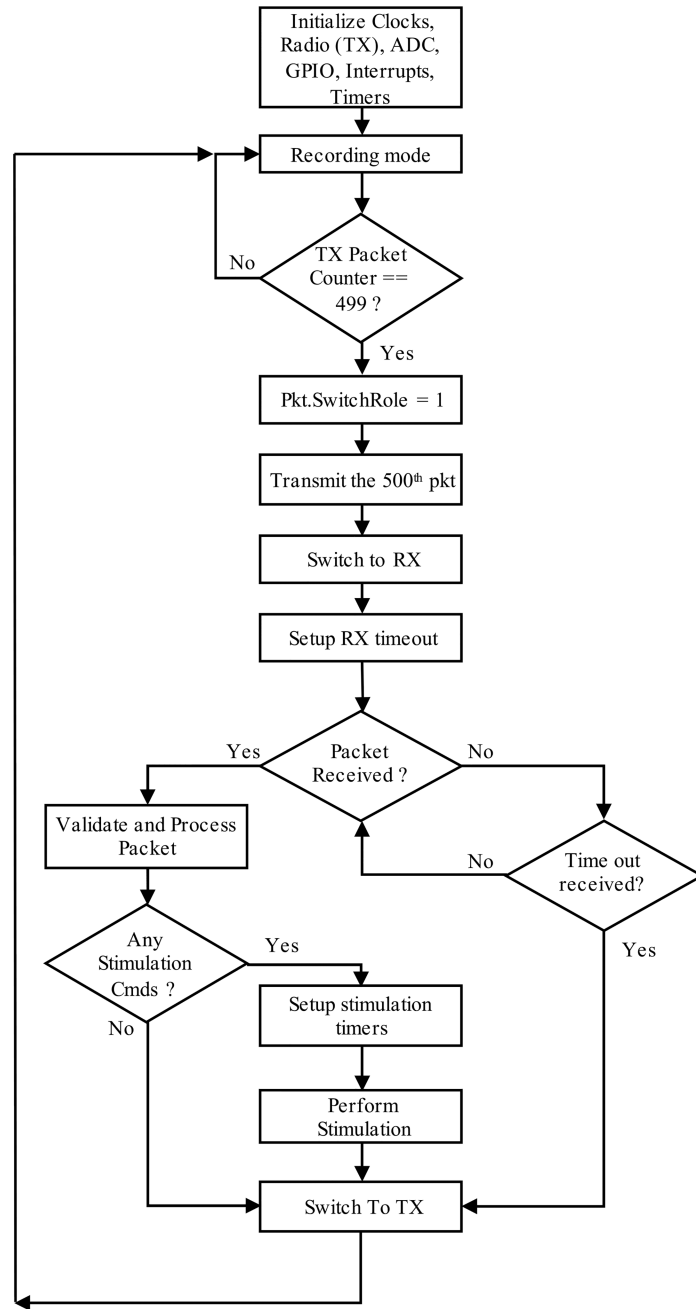 Initialize Clocks,
Radio (TX), ADC,
GPIO, Interrupts,
Timers
Recording mode
TX Packet
Counter ==
499 ?
No
Yes
Pkt.SwitchRole = 1
Transmit the 500th pkt
Switch to RX
Setup RX timeout
Packet
Received ?
Yes
No
Validate and Process
Packet
Time out
received?
No
Yes
Any
Stimulation
Cmds ?
Yes
No
Setup stimulation
timers
Perform
Stimulation
Switch To TX